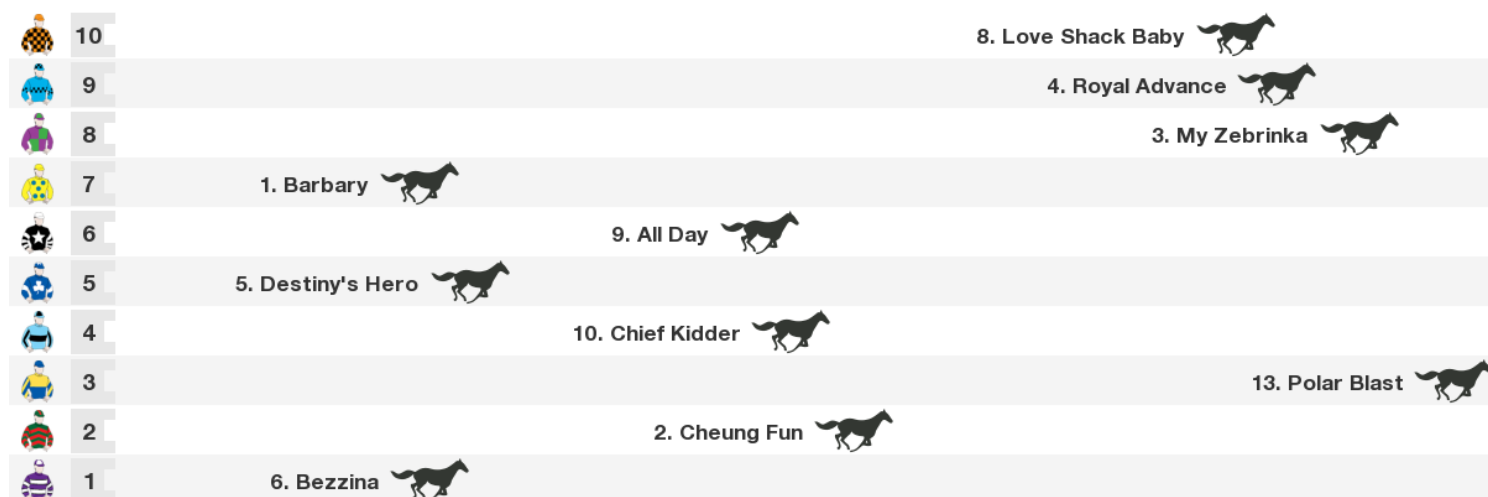 10 8. Love Shack Baby
9 4. Royal Advance
8 3. My Zebrinka
7 1. Barbary
6 9. All Day
5 5. Destiny's Hero
4 10. Chief Kidder
3 13. Polar Blast
2 2. Cheung Fun
1 6. Bezzina